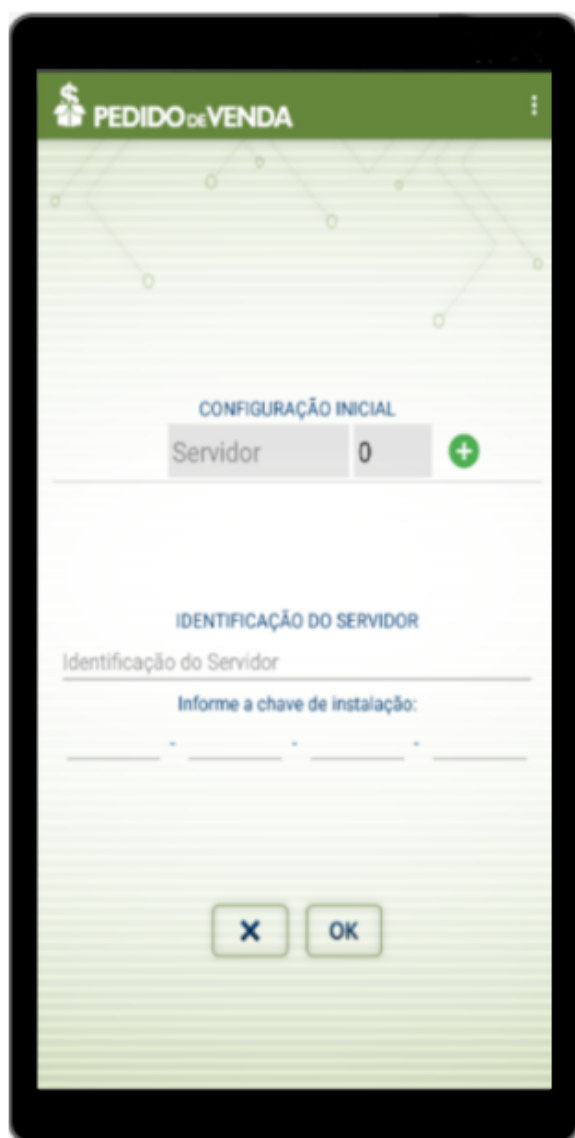 $
PEDIDO DE VENDA
CONFIGURAÇÃO INICIAL
Servidor 0
IDENTIFICAÇÃO DO SERVIDOR
Identificação do Servidor
Informe a chave de instalação:
- - -
X OK